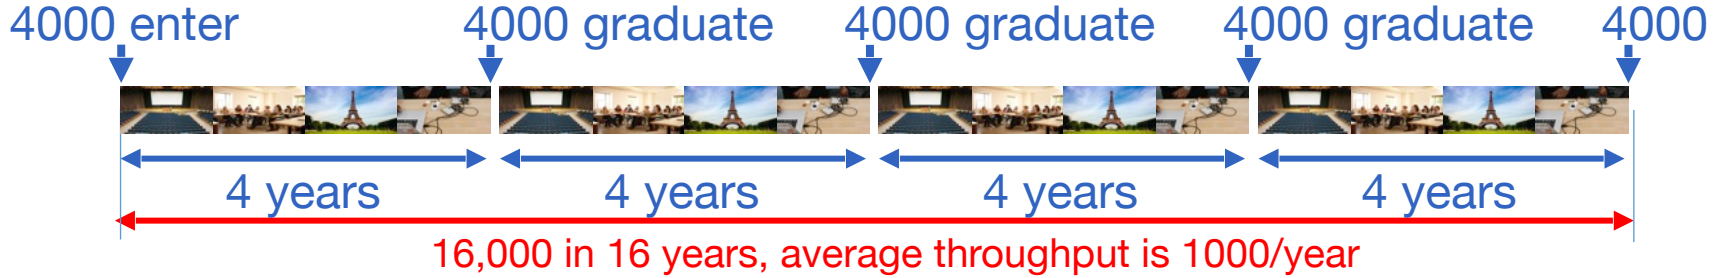 4000 enter 4000 graduate 4000 graduate 4000 graduate 4000
4 years 4 years 4 years 4 years
16,000 in 16 years, average throughput is 1000/year